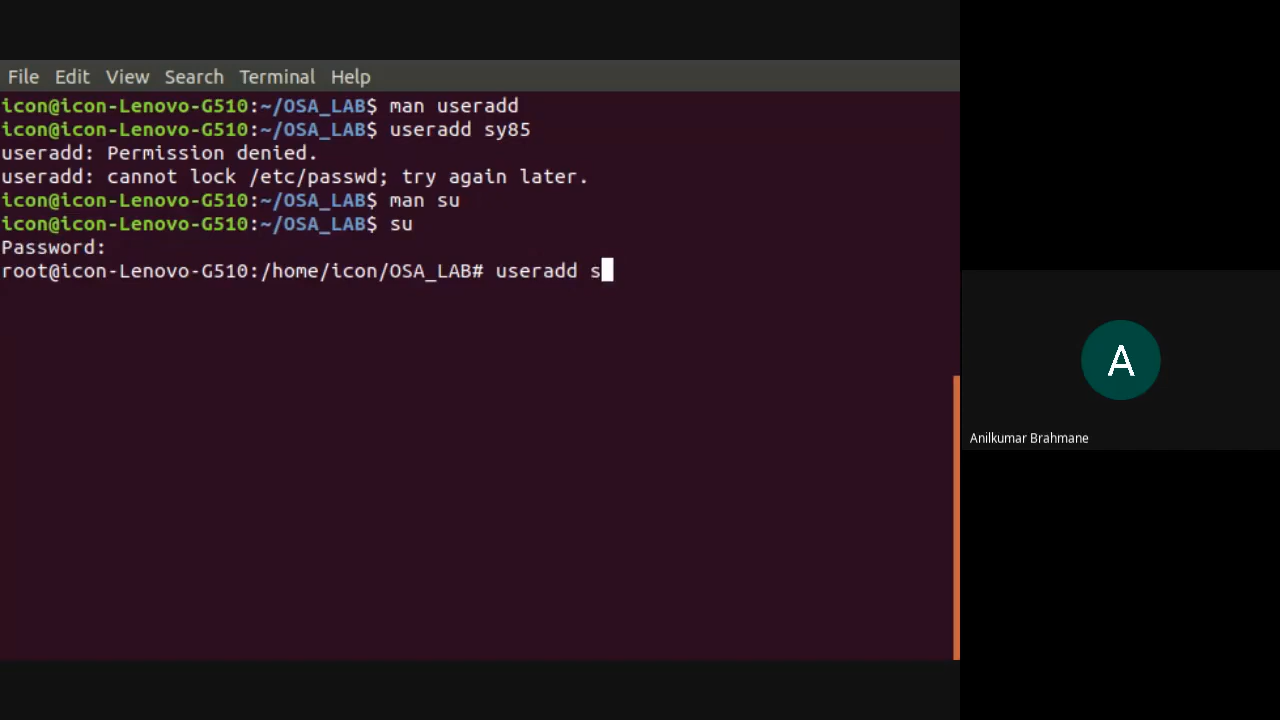 File Edit View Search Terminal Help
icon@icon-Lenovo-G510:~/OSA_LAB$ man useradd
icon@icon-Lenovo-G510:~/OSA_LAB$ useradd sy85
useradd: Permission denied.
useradd: cannot lock /etc/passwd; try again later.
icon@icon-Lenovo-G510:~/OSA_LAB$ man su
icon@icon-Lenovo-G510:~/OSA_LAB$ su
Password:
root@icon-Lenovo-G510:/home/icon/OSA_LAB# useradd s
A
Anilkumar Brahmane